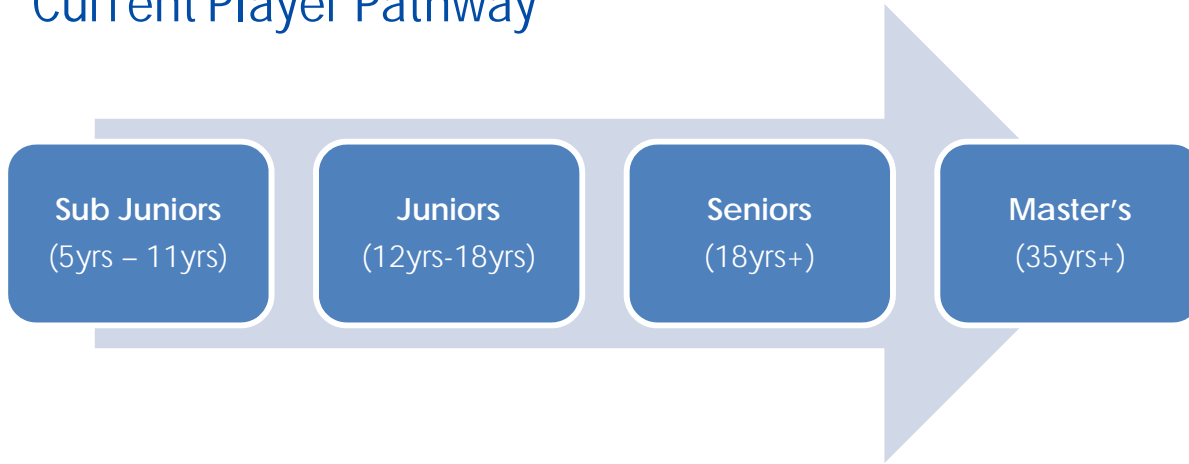 Current Player Pathway
Sub Juniors
(5yrs – 11yrs)
Juniors
(12yrs-18yrs)
Seniors
(18yrs+)
Master's
(35yrs+)